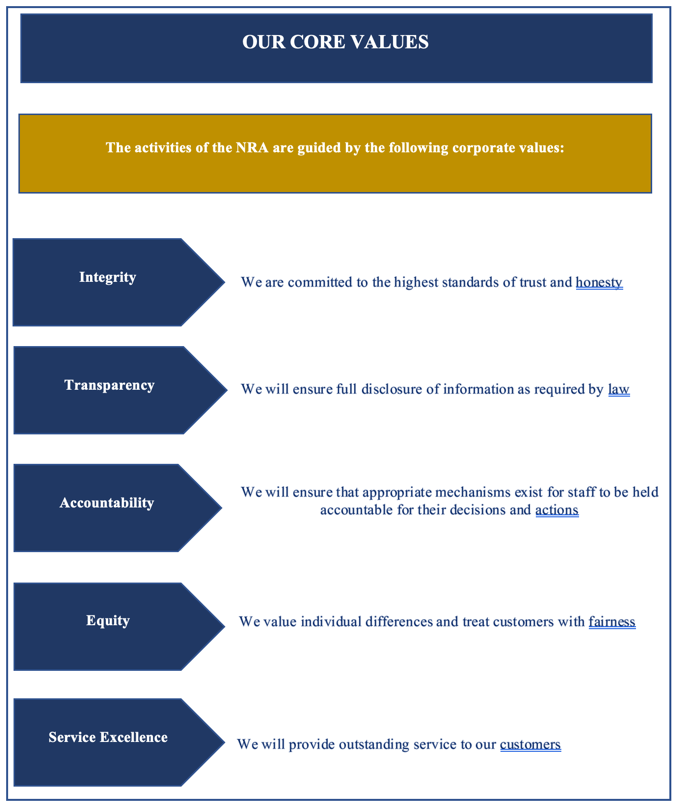 OUR CORE VALUES
The activities of the NRA are guided by the following corporate values:
Integrity
We are committed to the highest standards of trust and honesty
Transparency
We will ensure full disclosure of information as required by law
Accountability
We will ensure that appropriate mechanisms exist for staff to be held
accountable for their decisions and actions
Equity
We value individual differences and treat customers with fairness
Service Excellence
We will provide outstanding service to our customers